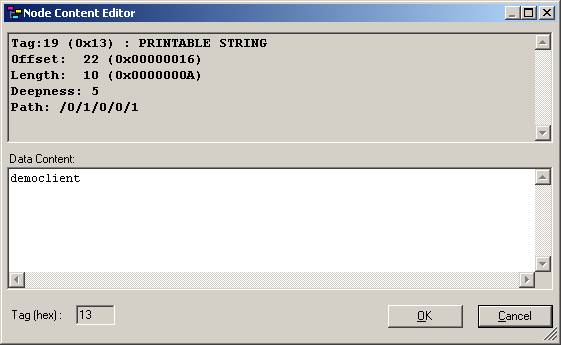 Node Content Editor
Tag:19 (0x13) : PRINTABLE STRING
Offset:  22 (0x00000016)
Length:  10 (0x0000000A)
Deepness: 5
Path: /0/1/0/0/1
Data Content:
democlient
Tag (hex) : 13 OK Cancel